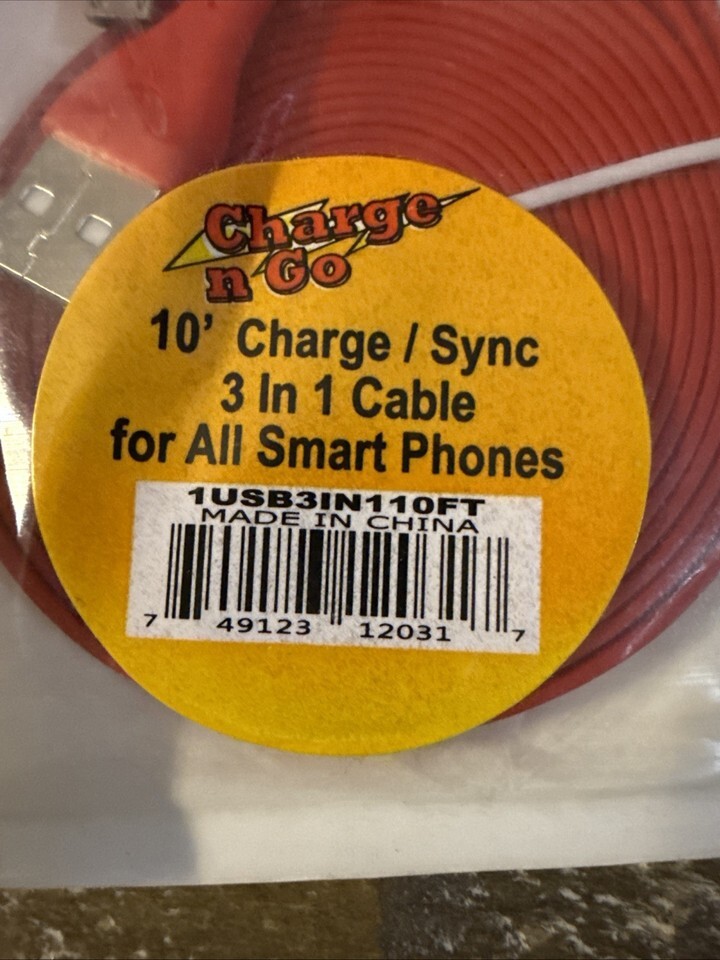 Charge
n Go
10' Charge / Sync
3 In 1 Cable
for All Smart Phones
1USB3IN110FT
MADE IN CHINA
7 49123 12031 7